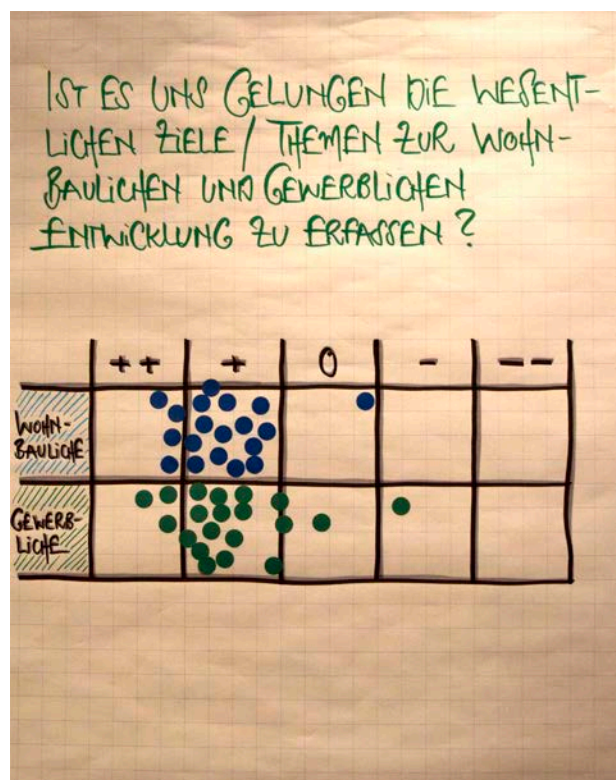 IST ES UNS GELUNGEN DIE WESENT-
LICHEN ZIELE / THEMEN ZUR WOHN-
BAULICHEN UND GEWERBLICHEN
ENTWICKLUNG ZU ERFASSEN?
++ + 0 - --
WOHN-
BAULICHE
GEWERB-
LICHE